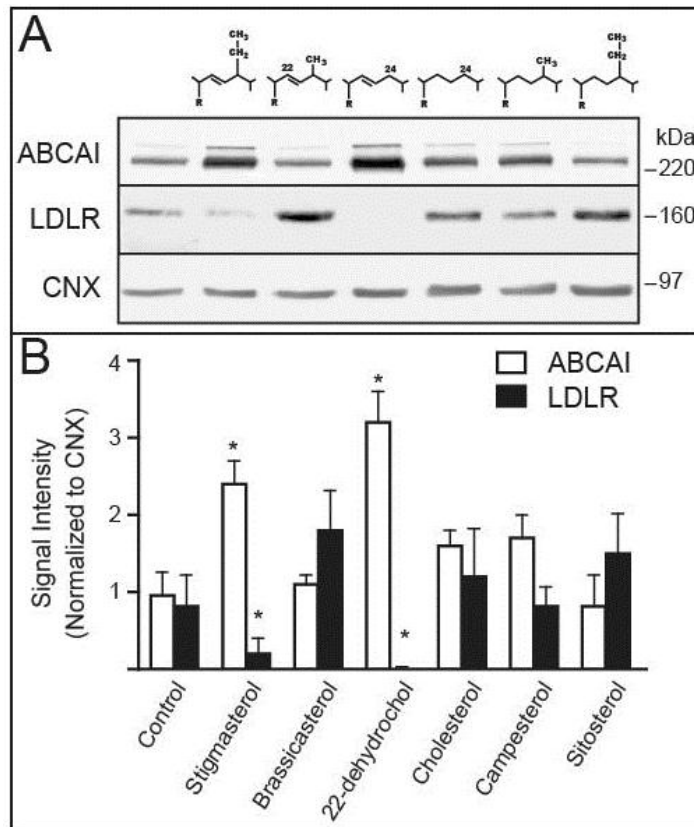 A
CH₃
CH₂
22
CH₃
24
24
CH₃
CH₃
CH₂
R
R
R
R
R
R
kDa
ABCAI
–220
LDLR
–160
CNX
–97
B
4
3
2
1
Signal Intensity
(Normalized to CNX)
ABCAI
LDLR
*
*
*
*
Control
Stigmasterol
Brassicasterol
22-dehydrochol
Cholesterol
Campesterol
Sitosterol